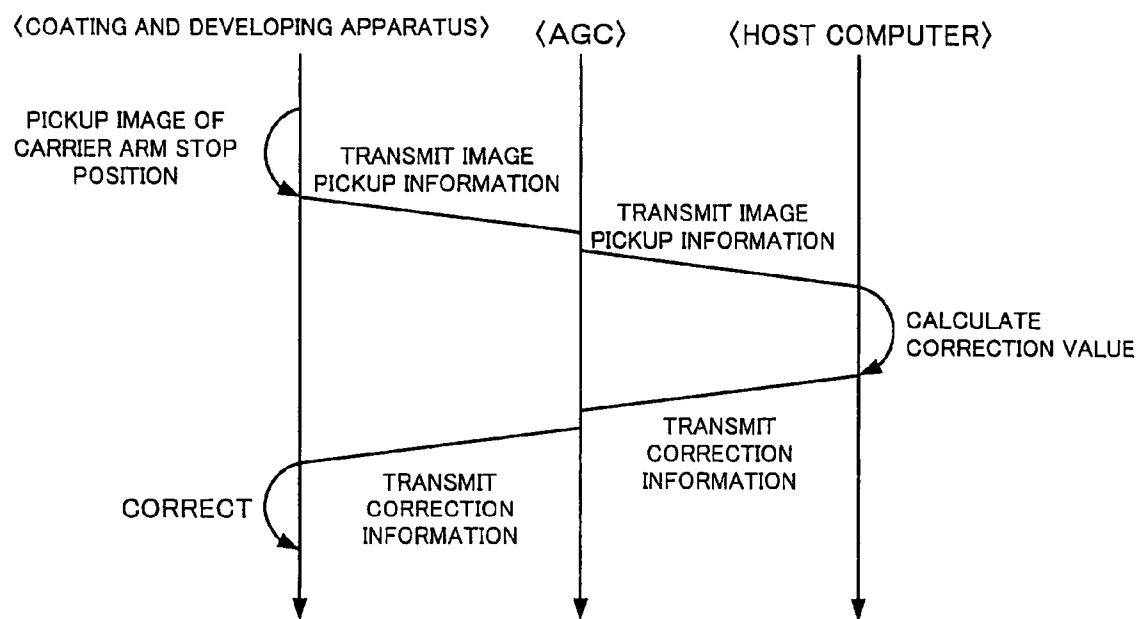 〈COATING AND DEVELOPING APPARATUS〉
〈AGC〉
〈HOST COMPUTER〉
PICKUP IMAGE OF
CARRIER ARM STOP
POSITION
TRANSMIT IMAGE
PICKUP INFORMATION
TRANSMIT IMAGE
PICKUP INFORMATION
CALCULATE
CORRECTION VALUE
TRANSMIT
CORRECTION
INFORMATION
TRANSMIT
CORRECTION
INFORMATION
CORRECT